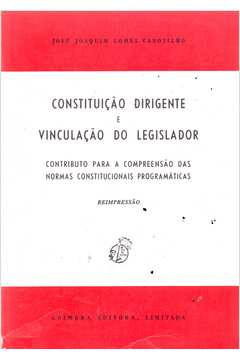 JOSÉ JOAQUIM GOMES CANOTILHO
CONSTITUIÇÃO DIRIGENTE
E
VINCULAÇÃO DO LEGISLADOR
CONTRIBUTO PARA A COMPREENSÃO DAS
NORMAS CONSTITUCIONAIS PROGRAMÁTICAS
REIMPRESSÃO
COIMBRA EDITORA, LIMITADA